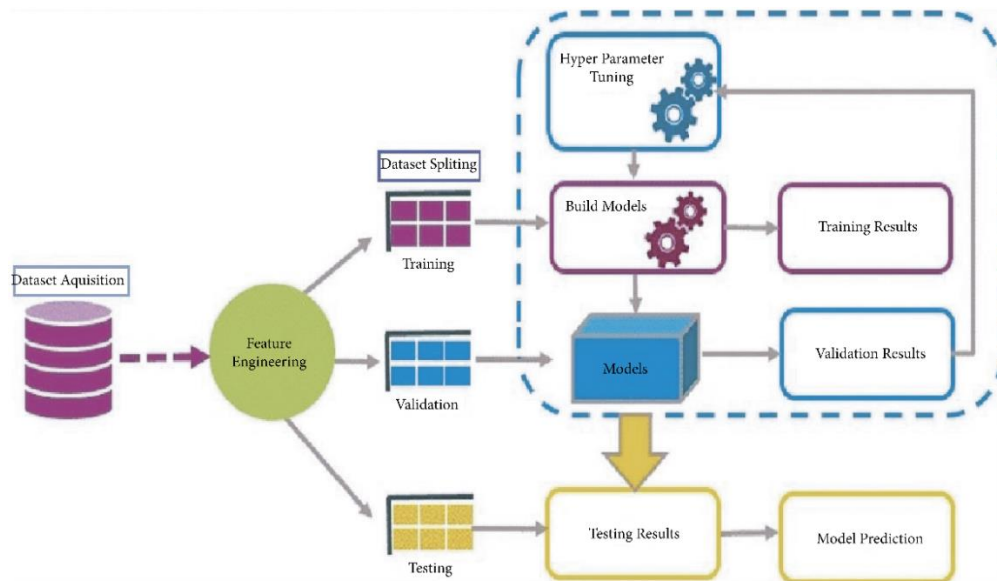 Hyper Parameter
Tuning
Dataset Spliting
Build Models
Training Results
Training
Dataset Aquisition
Feature
Engineering
Models
Validation Results
Validation
Testing Results
Model Prediction
Testing